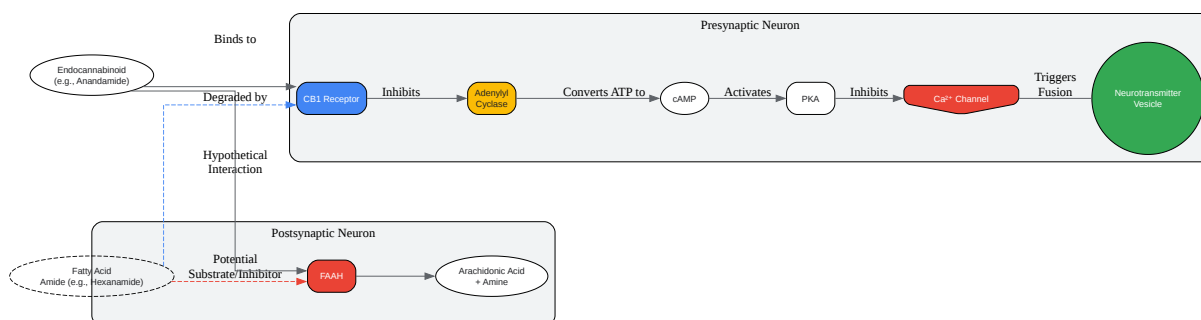 Presynaptic Neuron
Binds to
Endocannabinoid
(e.g., Anandamide)
Degraded by
CB1 Receptor
Inhibits
Adenylyl
Cyclase
Converts ATP to
cAMP
Activates
PKA
Inhibits
Ca²⁺ Channel
Triggers
Fusion
Neurotransmitter
Vesicle
Hypothetical
Interaction
Postsynaptic Neuron
Fatty Acid
Amide (e.g., Hexanamide)
Potential
Substrate/Inhibitor
FAAH
Arachidonic Acid
+ Amine